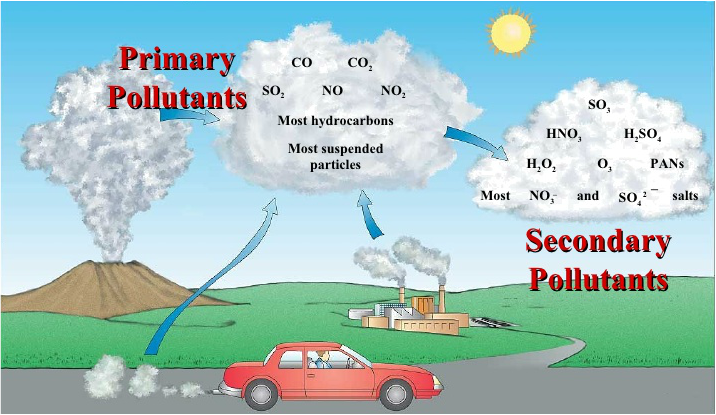 Primary
Pollutants
CO CO₂
SO₂ NO NO₂
Most hydrocarbons
Most suspended
particles
SO₃
HNO₃ H₂SO₄
H₂O₂ O₃ PANs
Most NO₃⁻ and SO₄²⁻ salts
Secondary
Pollutants